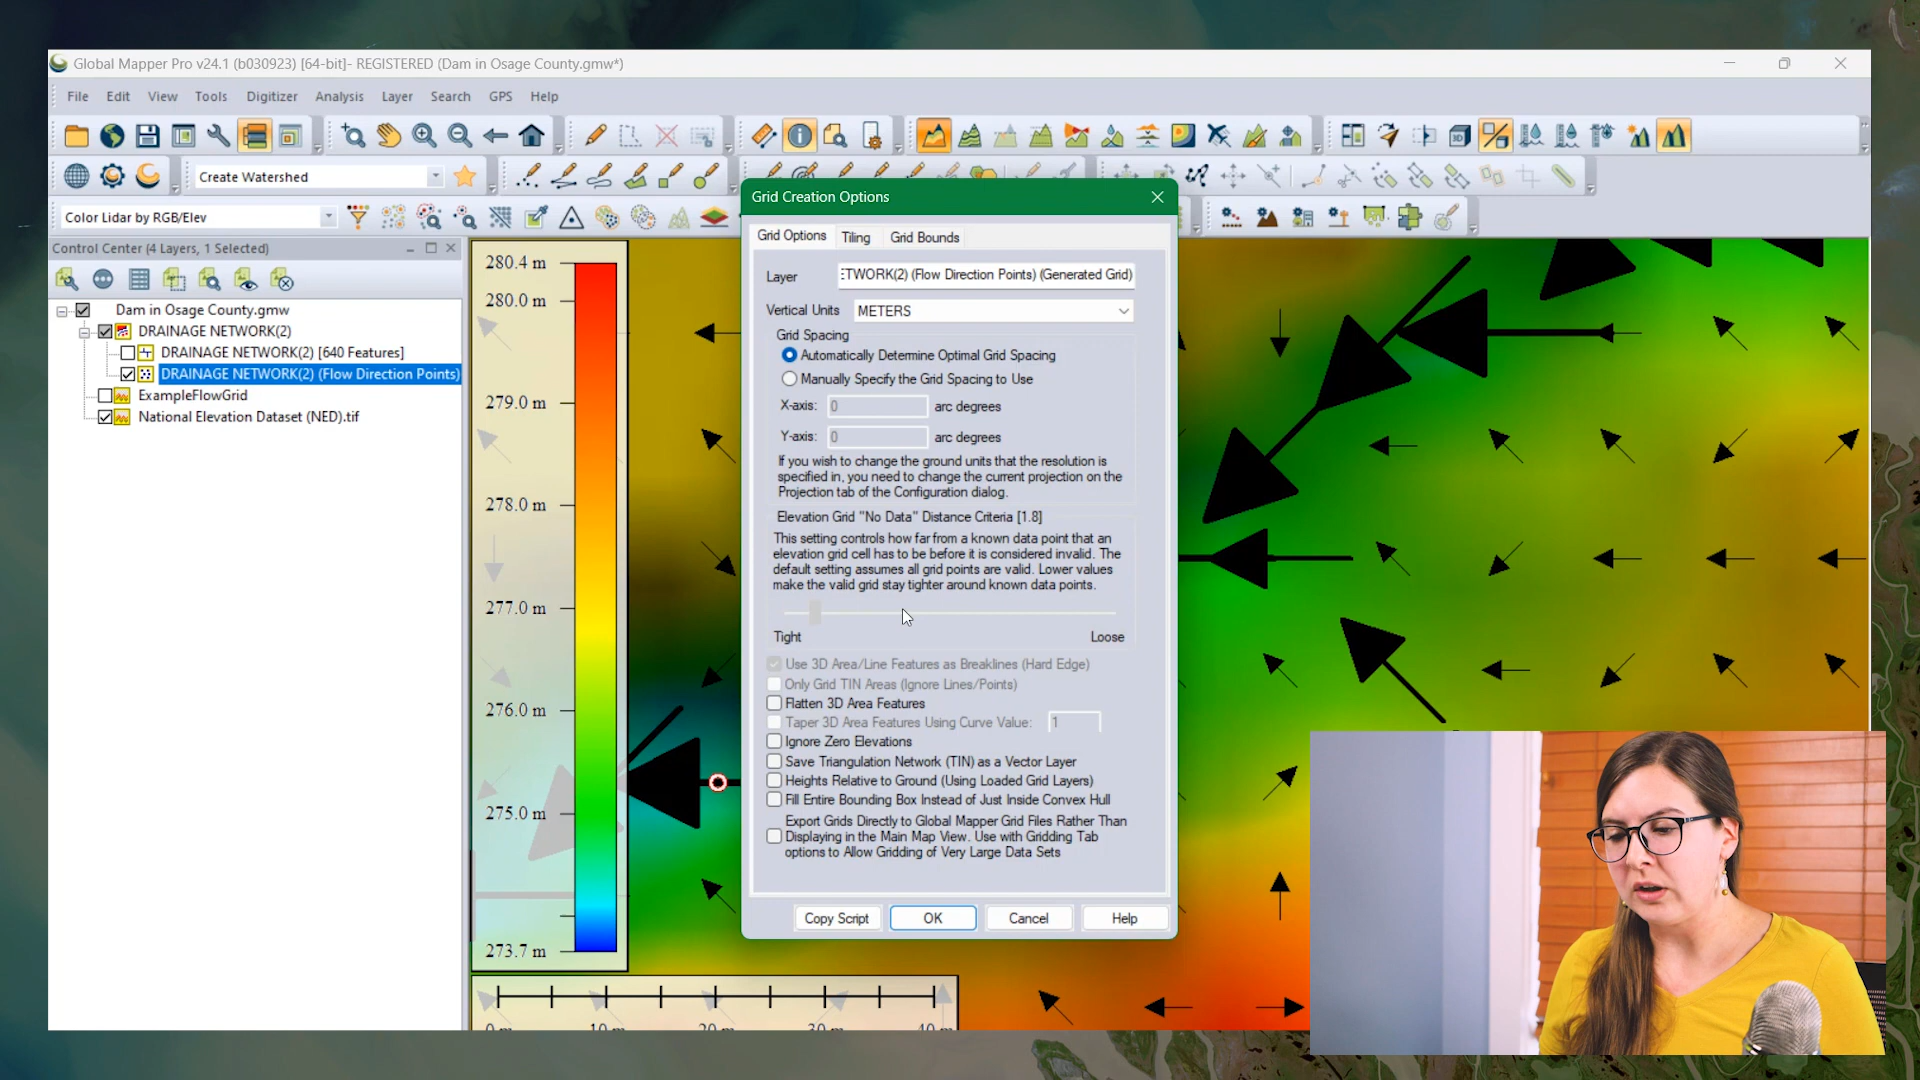 Global Mapper Pro v24.1 (b030923) [64-bit]- REGISTERED (Dam in Osage County.gmw*)
File Edit View Tools Digitizer Analysis Layer Search GPS Help
Create Watershed
Color Lidar by RGB/Elev
Control Center (4 Layers, 1 Selected)
Dam in Osage County.gmw
DRAINAGE NETWORK(2)
DRAINAGE NETWORK(2) [640 Features]
DRAINAGE NETWORK(2) (Flow Direction Points)
ExampleFlowGrid
National Elevation Dataset (NED).tif
280.4 m
280.0 m
279.0 m
278.0 m
277.0 m
276.0 m
275.0 m
273.7 m
0 m 10 m 20 m 30 m 40 m
Grid Creation Options
Grid Options Tiling Grid Bounds
Layer :TWORK(2) (Flow Direction Points) (Generated Grid)
Vertical Units METERS
Grid Spacing
Automatically Determine Optimal Grid Spacing
Manually Specify the Grid Spacing to Use
X-axis: 0 arc degrees
Y-axis: 0 arc degrees
If you wish to change the ground units that the resolution is
specified in, you need to change the current projection on the
Projection tab of the Configuration dialog.
Elevation Grid "No Data" Distance Criteria [1.8]
This setting controls how far from a known data point that an
elevation grid cell has to be before it is considered invalid. The
default setting assumes all grid points are valid. Lower values
make the valid grid stay tighter around known data points.
Tight Loose
Use 3D Area/Line Features as Breaklines (Hard Edge)
Only Grid TIN Areas (Ignore Lines/Points)
Flatten 3D Area Features
Taper 3D Area Features Using Curve Value: 1
Ignore Zero Elevations
Save Triangulation Network (TIN) as a Vector Layer
Heights Relative to Ground (Using Loaded Grid Layers)
Fill Entire Bounding Box Instead of Just Inside Convex Hull
Export Grids Directly to Global Mapper Grid Files Rather Than
Displaying in the Main Map View. Use with Gridding Tab
options to Allow Gridding of Very Large Data Sets
Copy Script OK Cancel Help